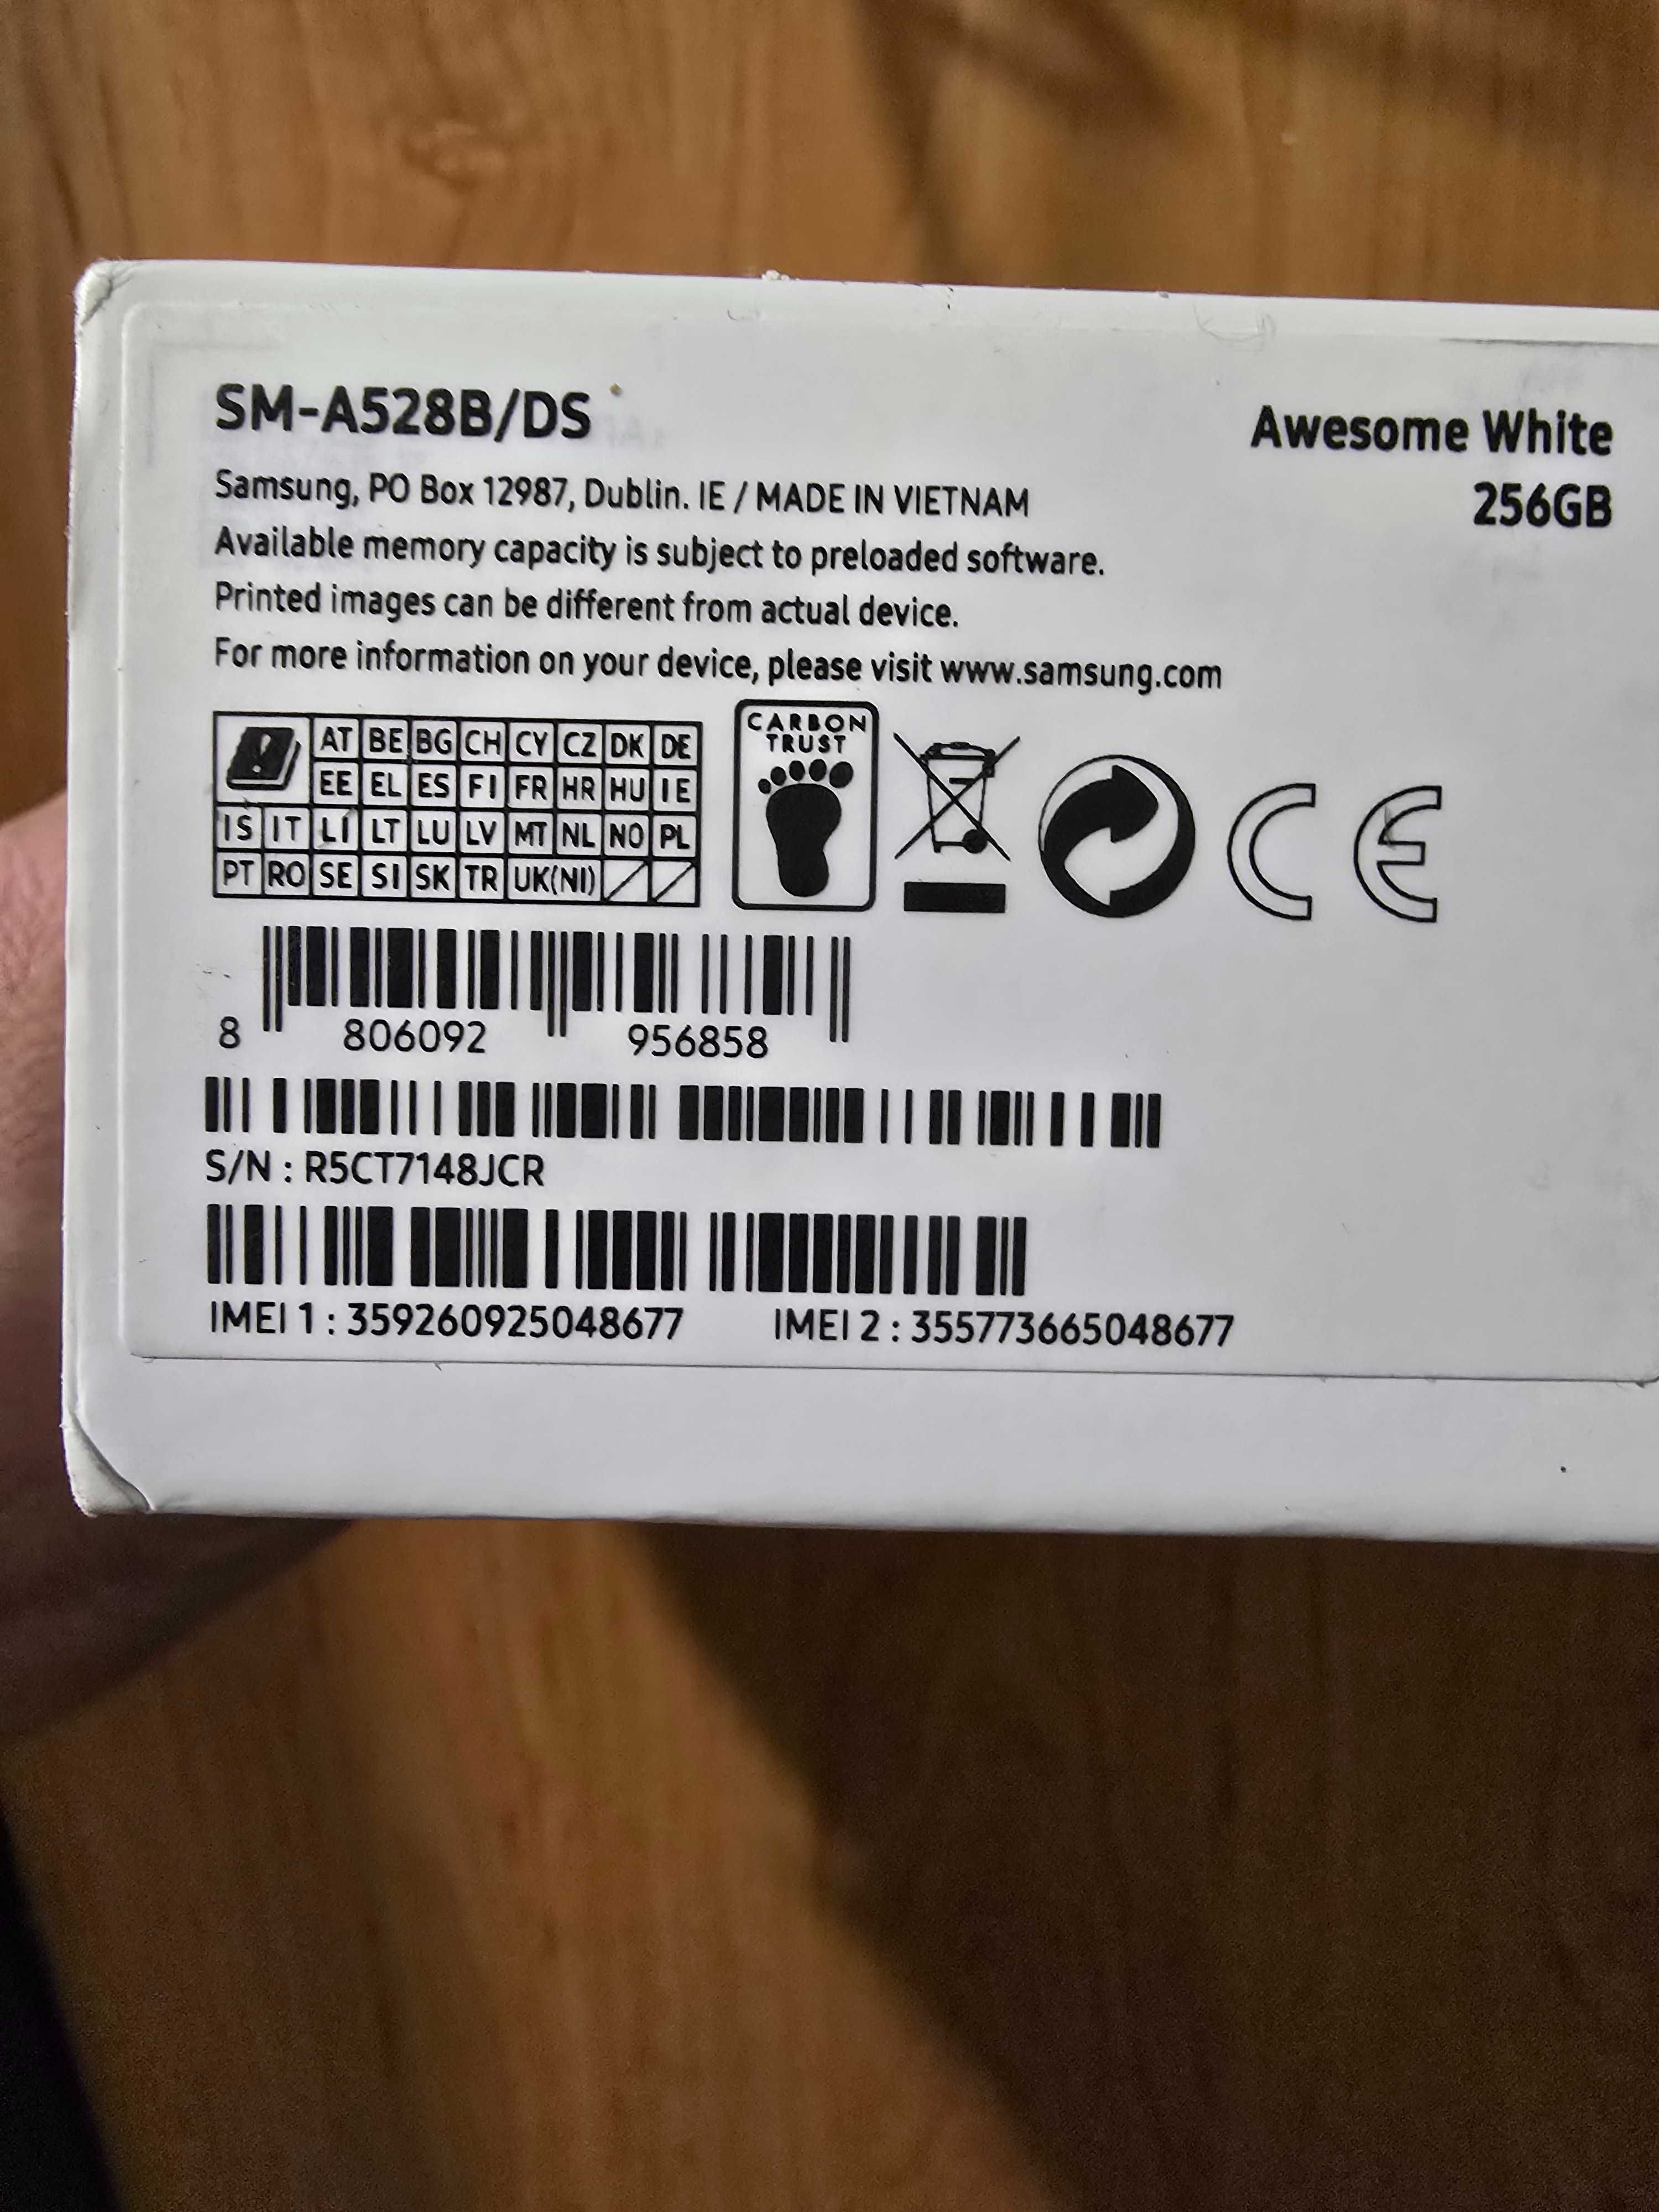 SM-A528B/DS
Awesome White
256GB
Samsung, PO Box 12987, Dublin. IE / MADE IN VIETNAM
Available memory capacity is subject to preloaded software.
Printed images can be different from actual device.
For more information on your device, please visit www.samsung.com
AT BE BG CH CY CZ DK DE
EE EL ES FI FR HR HU IE
IS IT LI LT LU LV MT NL NO PL
PT RO SE SI SK TR UK(NI)
CARBON
TRUST
CE
8 806092 956858
S/N : R5CT7148JCR
IMEI 1 : 359260925048677 IMEI 2 : 355773665048677